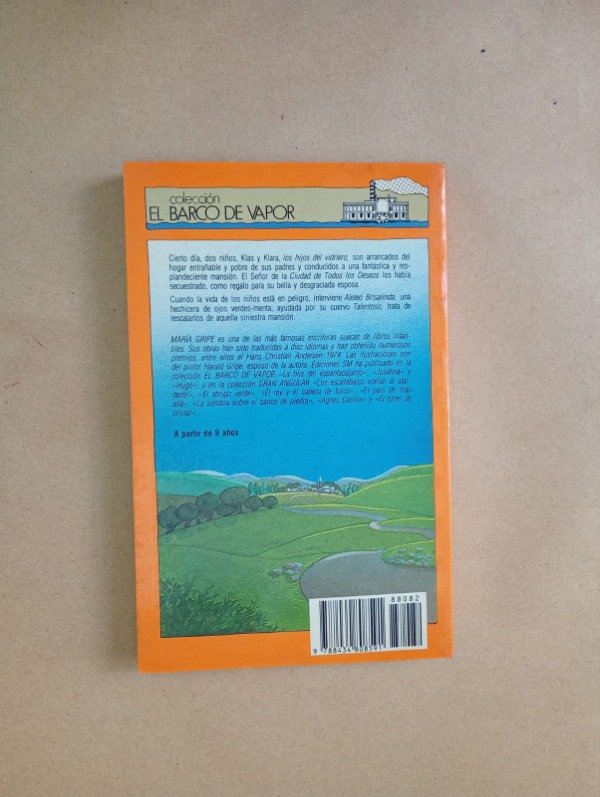 colección
EL BARCO DE VAPOR
Cierto día, dos niños, Klas y Klara, los hijos del vidriero, son arrancados del
hogar entrañable y pobre de sus padres y conducidos a una fantástica y res-
plandeciente mansión. El Señor de la Ciudad de Todos los Deseos los había
secuestrado, como regalo para su bella y desgraciada esposa.
Cuando la vida de los niños está en peligro, interviene Aleteo Brisalinda, una
hechicera de ojos verdes-menta, ayudada por su cuervo Talentoso, trata de
rescatarlos de aquella siniestra mansión.
MARÍA GRIPE es una de las más famosas escritoras suecas de libros infan-
tiles. Sus obras han sido traducidas a diez idiomas y han obtenido numerosos
premios, entre ellos el Hans Christian Andersen 1974. Las ilustraciones son
del pintor Harald Gripe, esposo de la autora. Ediciones SM ha publicado en la
colección EL BARCO DE VAPOR «La hija del espantapájaros», «Josefina» y
«Hugo», y en la colección GRAN ANGULAR «Los escarabajos vuelan al atar-
decer», «El abrigo verde», «El rey y el cabeza de turco», «El país de más
allá», «La sombra sobre el banco de piedra», «Agnes Cecilia» y «El túnel de
cristal».
A partir de 9 años
88082
9 788434 808591